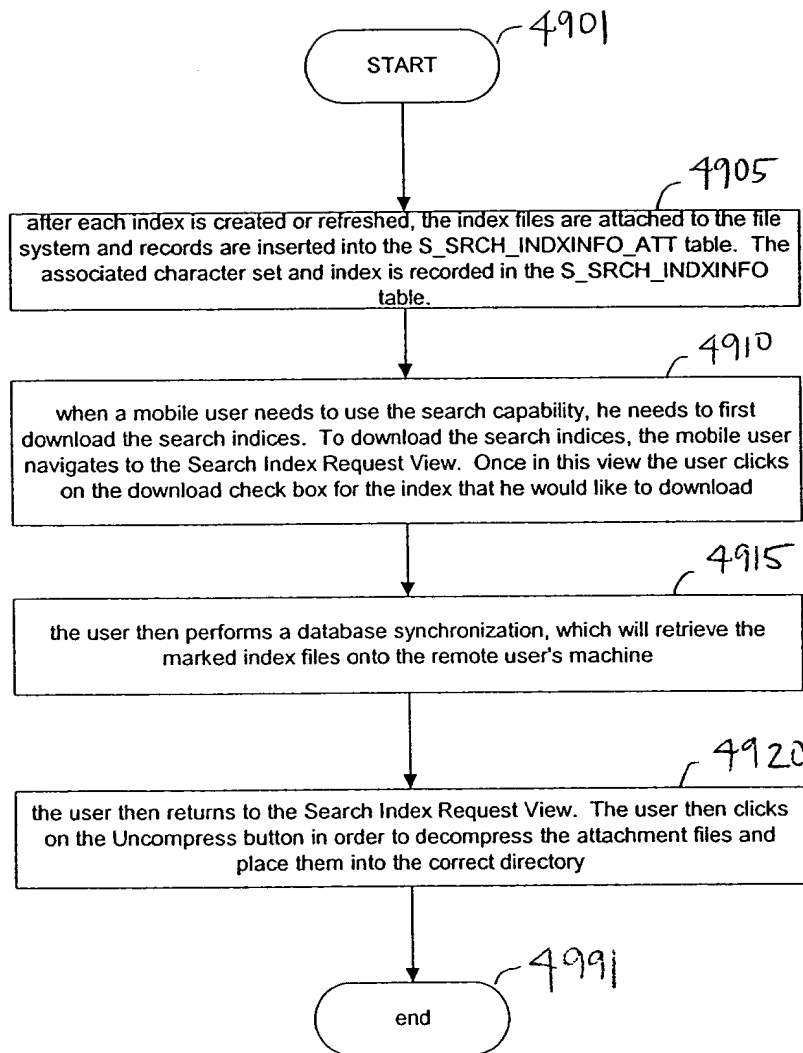 4901
START
4905
after each index is created or refreshed, the index files are attached to the file
system and records are inserted into the S_SRCH_INDXINFO_ATT table. The
associated character set and index is recorded in the S_SRCH_INDXINFO
table.
4910
when a mobile user needs to use the search capability, he needs to first
download the search indices. To download the search indices, the mobile user
navigates to the Search Index Request View. Once in this view the user clicks
on the download check box for the index that he would like to download
4915
the user then performs a database synchronization, which will retrieve the
marked index files onto the remote user's machine
4920
the user then returns to the Search Index Request View. The user then clicks
on the Uncompress button in order to decompress the attachment files and
place them into the correct directory
4991
end